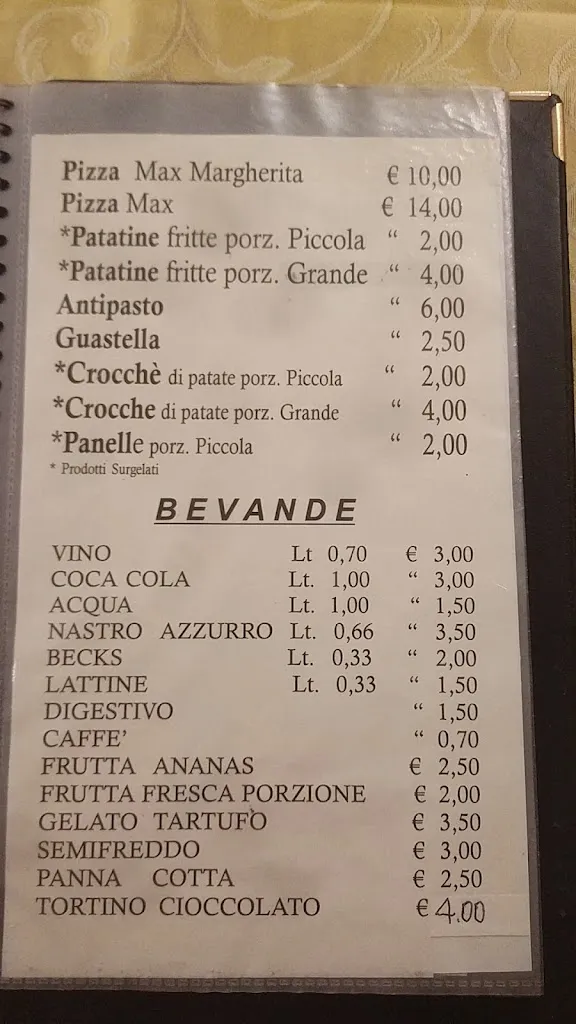 Pizza Max Margherita € 10,00
Pizza Max € 14,00
*Patatine fritte porz. Piccola “ 2,00
*Patatine fritte porz. Grande “ 4,00
Antipasto “ 6,00
Guastella “ 2,50
*Crocchè di patate porz. Piccola “ 2,00
*Crocche di patate porz. Grande “ 4,00
*Panelle porz. Piccola “ 2,00
* Prodotti Surgelati
BEVANDE
VINO Lt 0,70 € 3,00
COCA COLA Lt. 1,00 “ 3,00
ACQUA Lt. 1,00 “ 1,50
NASTRO AZZURRO Lt. 0,66 “ 3,50
BECKS Lt. 0,33 “ 2,00
LATTINE Lt. 0,33 “ 1,50
DIGESTIVO “ 1,50
CAFFE’ “ 0,70
FRUTTA ANANAS € 2,50
FRUTTA FRESCA PORZIONE € 2,00
GELATO TARTUFO € 3,50
SEMIFREDDO € 3,00
PANNA COTTA € 2,50
TORTINO CIOCCOLATO € 4.00